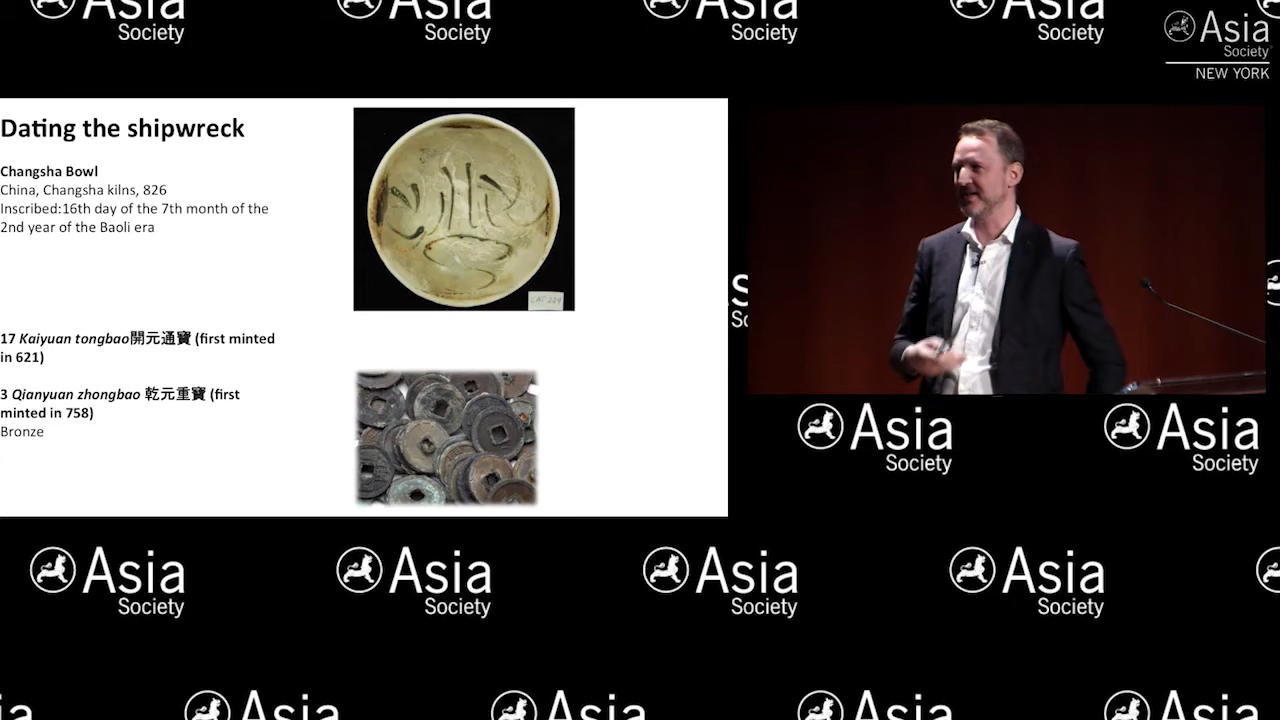 Asia
Society
Asia
Society
Asia
Society
Asia
Society
Asia
Society
NEW YORK
Dating the shipwreck
Changsha Bowl
China, Changsha kilns, 826
Inscribed:16th day of the 7th month of the
2nd year of the Baoli era
17 Kaiyuan tongbao開元通寶 (first minted
in 621)
3 Qianyuan zhongbao 乾元重寶 (first
minted in 758)
Bronze
Asia
Society
Asia
Society
Asia
Society
Asia
Society
Asia
Society
Asia
Society
Asia
Asia
Asia
Asia